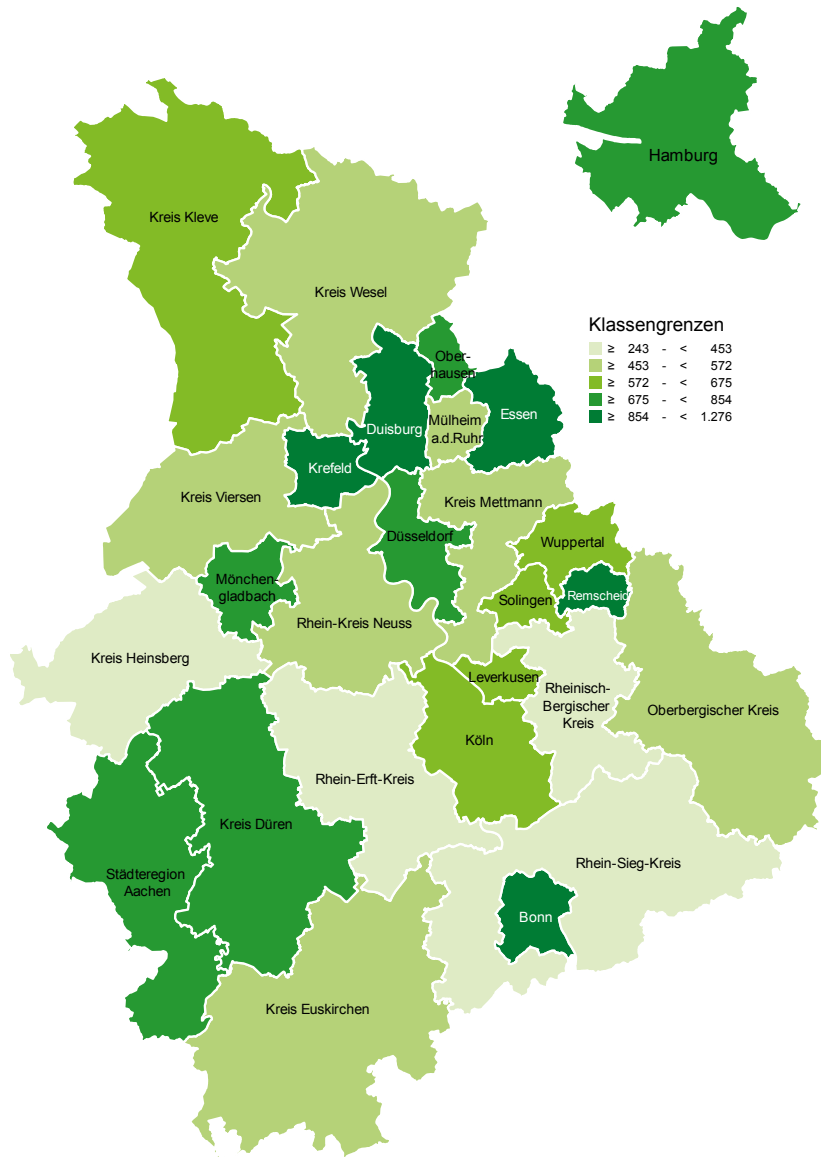 Hamburg
Kreis Kleve
Kreis Wesel
Klassengrenzen
≥ 243 - < 453
≥ 453 - < 572
≥ 572 - < 675
≥ 675 - < 854
≥ 854 - < 1.276
Ober-
hausen
Essen
Mülheim
a.d.Ruhr
Duisburg
Krefeld
Kreis Viersen
Kreis Mettmann
Düsseldorf
Wuppertal
Mönchen-
gladbach
Solingen
Remscheid
Rhein-Kreis Neuss
Kreis Heinsberg
Leverkusen
Rheinisch-
Bergischer
Kreis
Oberbergischer Kreis
Köln
Rhein-Erft-Kreis
Kreis Düren
Rhein-Sieg-Kreis
Städteregion
Aachen
Bonn
Kreis Euskirchen